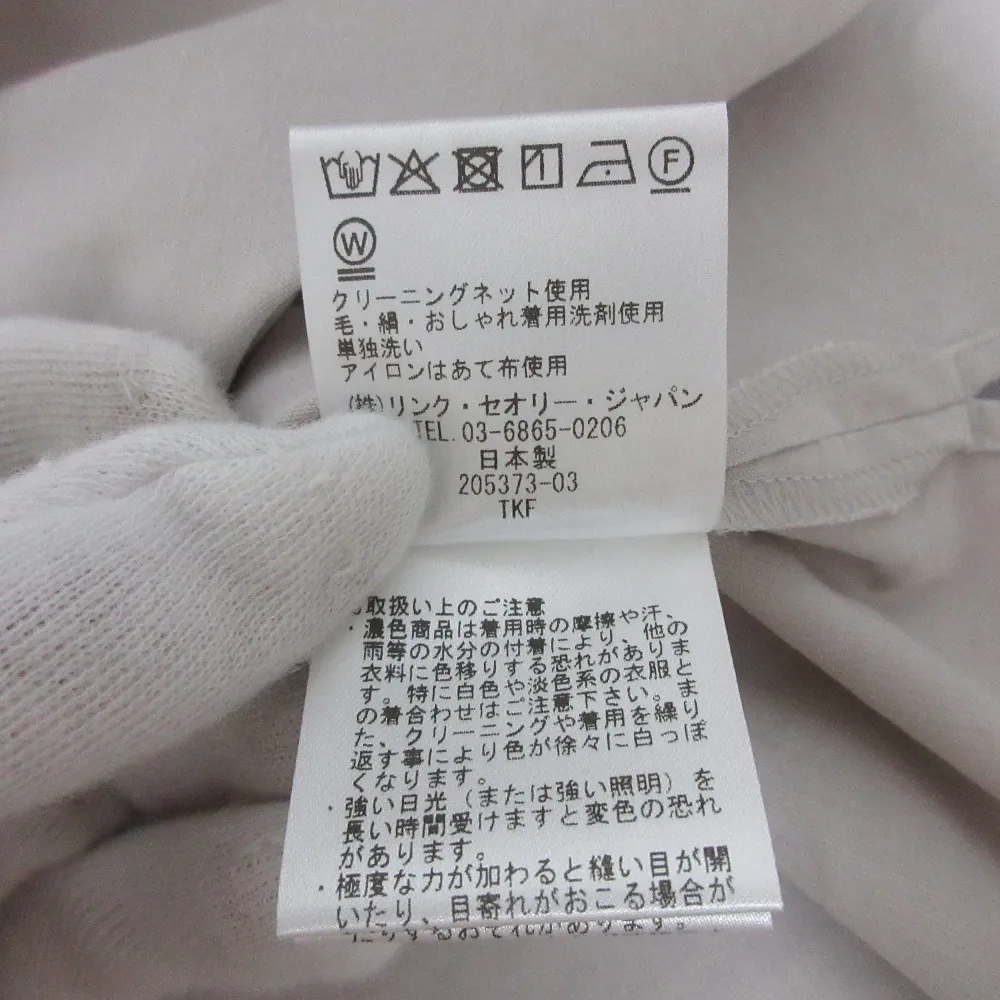 F
W
クリーニングネット使用
毛・絹・おしゃれ着用洗剤使用
単独洗い
アイロンはあて布使用
(株)リンク・セオリー・ジャパン
TEL.03-6865-0206
日本製
205373-03
TKF
取扱い上のご注意
・濃色商品は着用時の摩擦や汗、
雨等の水分の付着により、他の
衣料に色移りする恐れがありま
す。特に白色や淡色系の衣服と
の着合わせはご注意下さい。ま
た、クリーニングや着用を繰り
返す事により色が徐々に白っぽ
くなります。
・強い日光（または強い照明）を
長い時間受けますと変色の恐れ
があります。
・極度な力が加わると縫い目が開
いたり、目寄れがおこる場合が